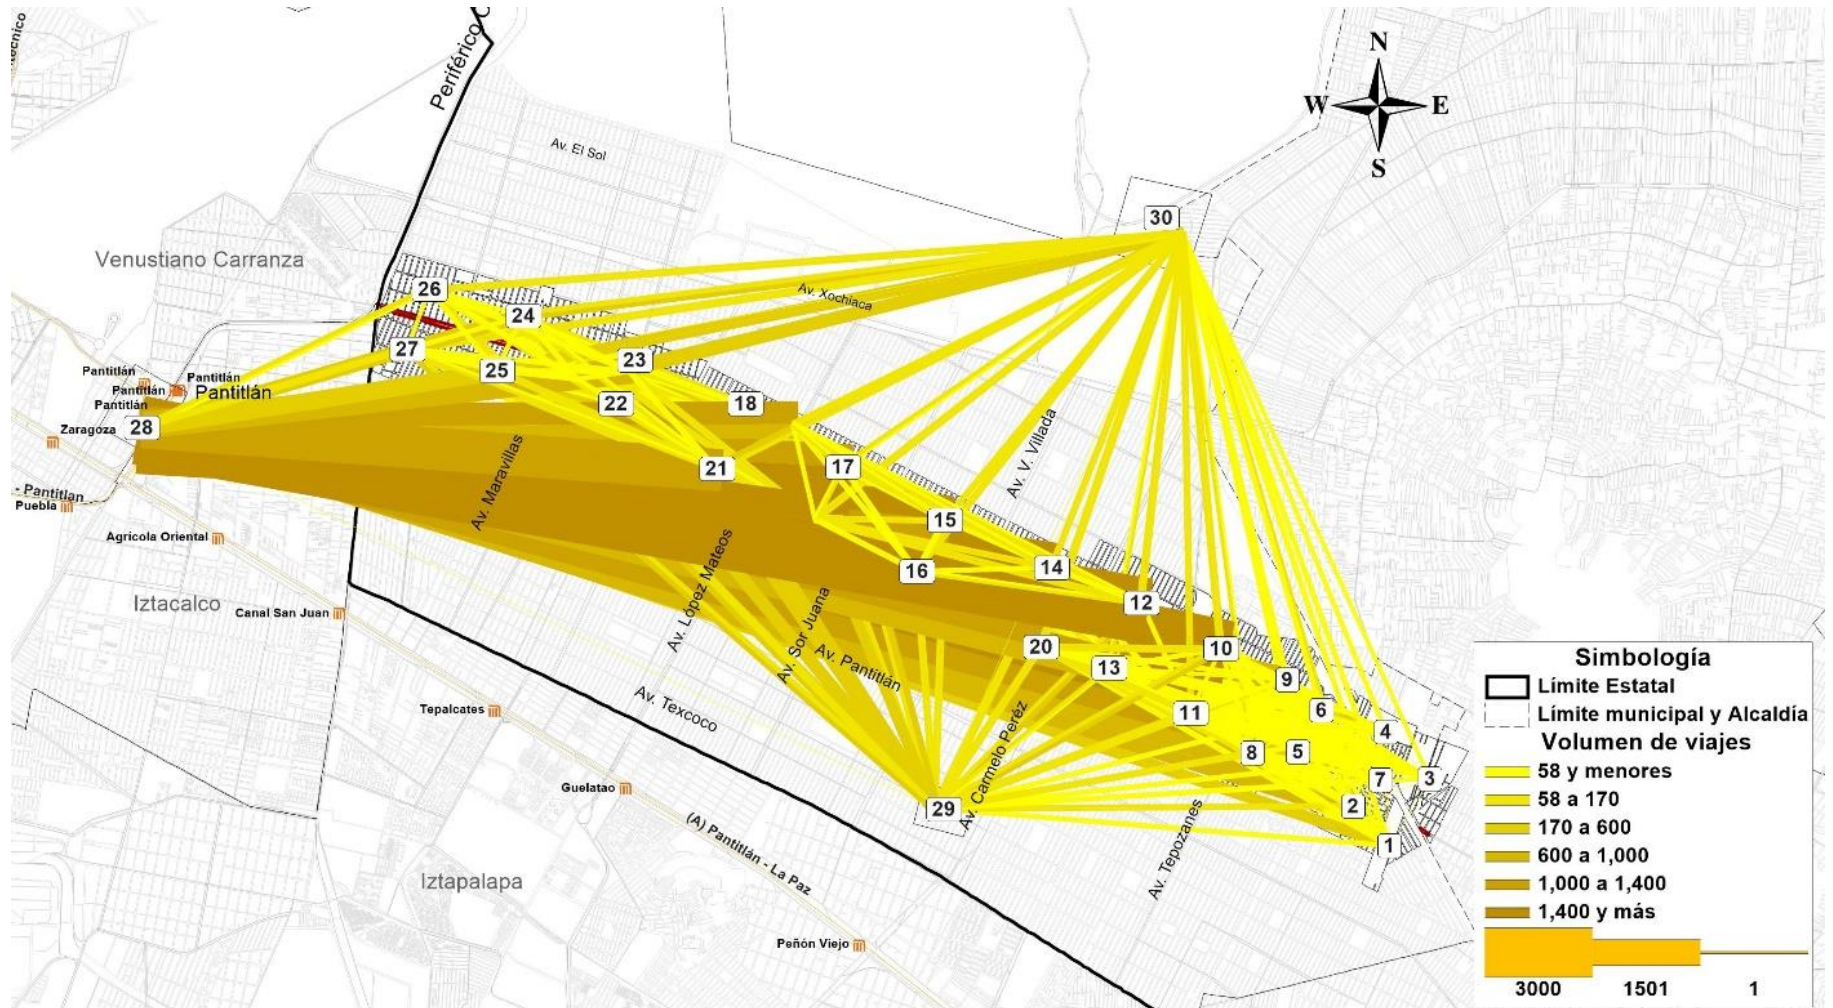 Periférico
N
W
E
S
Av. El Sol
30
Venustiano Carranza
26
Av. Xochiaca
24
27
23
25
Pantitlán
Pantitlán
Pantitlán
Pantitlán
Pantitlán
22
18
28
Zaragoza
Av. Maravillas
21
17
Av. V. Villada
- Pantitlan
Puebla
15
Agricola Oriental
16
14
Iztacalco
Canal San Juan
Av. López Mateos
Av. Sor Juana
12
20
10
Av. Pantitlán
13
9
Tepalcates
Av. Texcoco
11
6
4
8
5
Guelatao
29
Av. Carmelo Peréz
7
3
2
1
(A) Pantitlán - La Paz
Av. Tepozanes
Iztapalapa
Peñón Viejo
Simbología
Límite Estatal
Límite municipal y Alcaldía
Volumen de viajes
58 y menores
58 a 170
170 a 600
600 a 1,000
1,000 a 1,400
1,400 y más
3000
1501
1